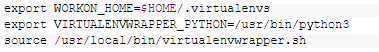 export WORKON_HOME=$HOME/.virtualenvs
export VIRTUALENVWRAPPER_PYTHON=/usr/bin/python3
source /usr/local/bin/virtualenvwrapper.sh